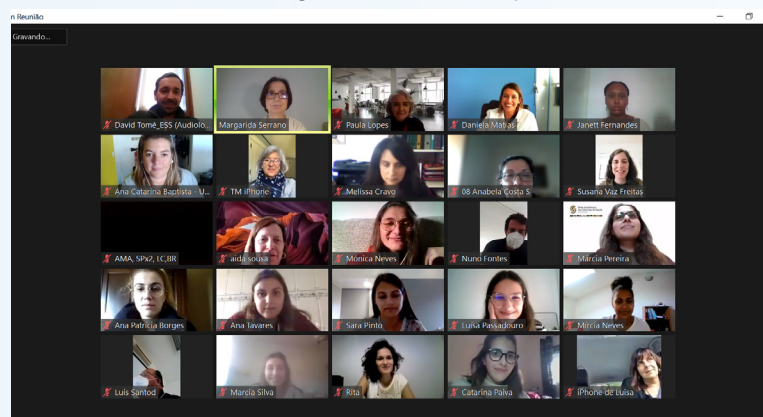 n Reunião
Gravando...
David Tomé_ESS (Audiolo...
Margarida Serrano
Paula Lopes
Daniela Matias
Janett Fernandes
Ana Catarina Baptista - U...
TM iPhone
Melissa Cravo
08 Anabela Costa S
Susana Vaz Freitas
AMA, SPx2, LC,BR
aida sousa
Mónica Neves
Nuno Fontes
Márcia Pereira
Ana Patrícia Borges
Ana Tavares
Sara Pinto
Luísa Passadouro
Mírcia Neves
Luis Santod
Marcia Silva
Rita
Catarina Paiva
iPhone de Luisa